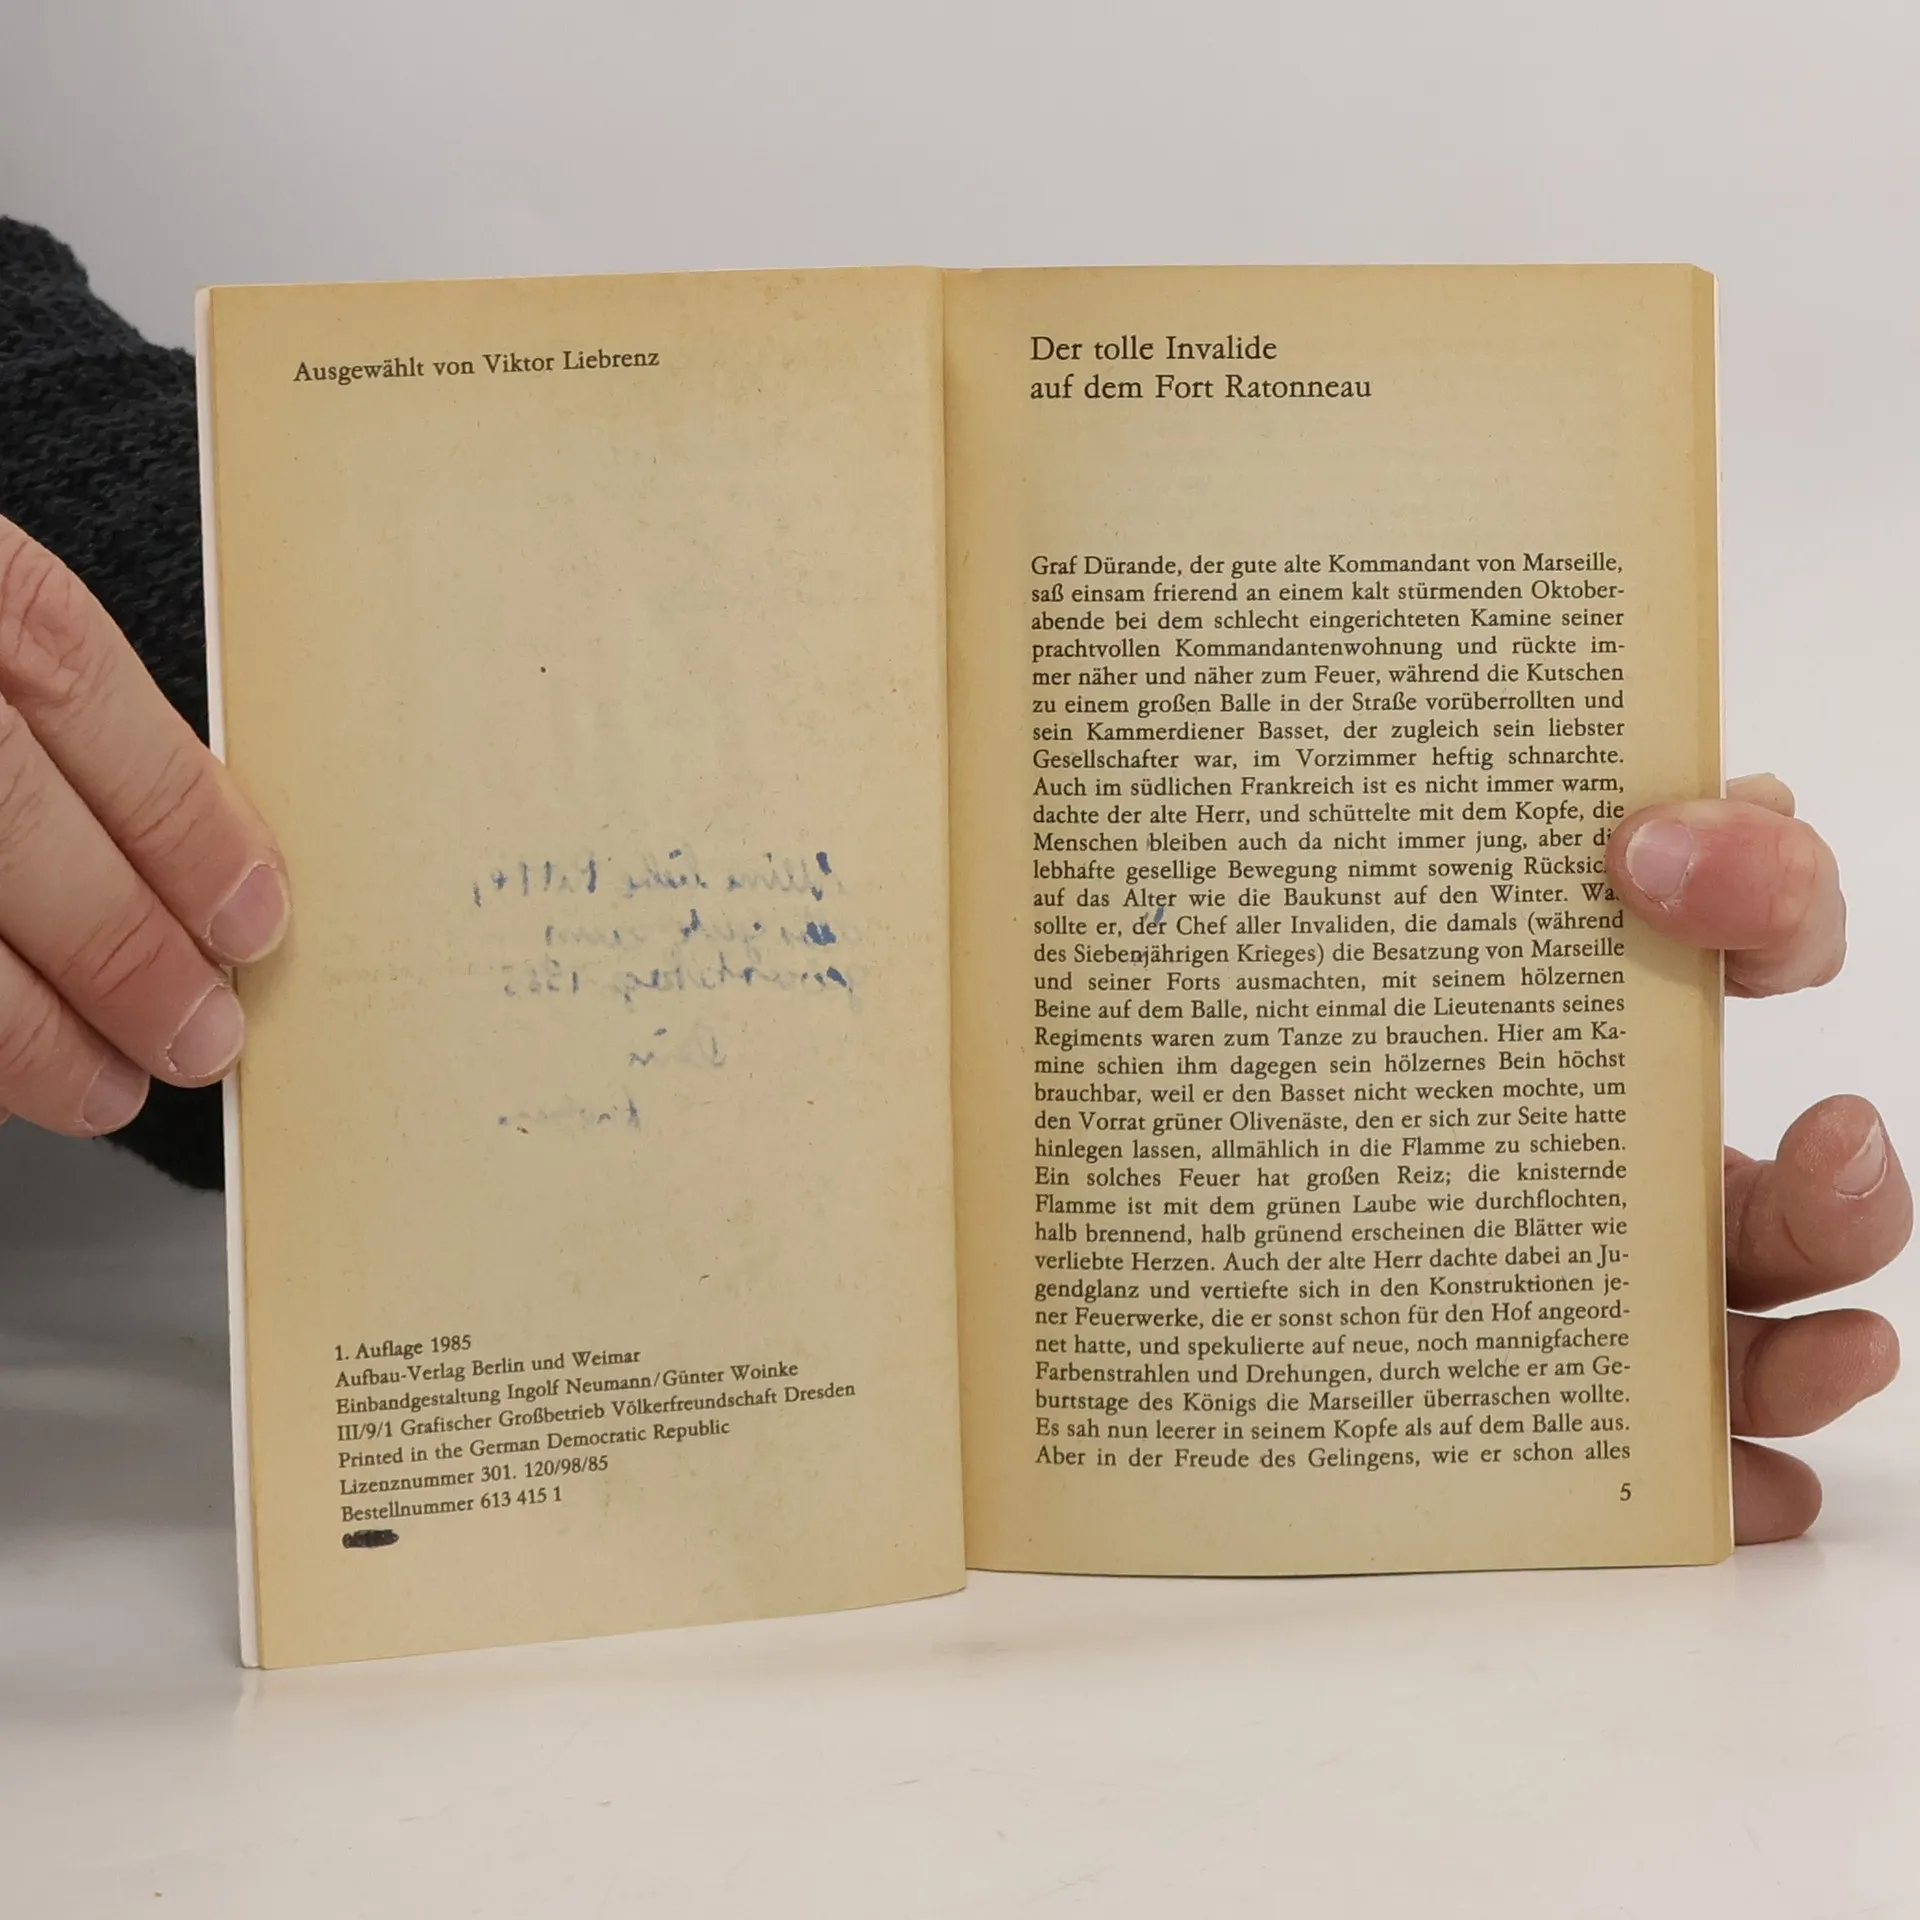 Ausgewählt von Viktor Liebrenz
1. Auflage 1985
Aufbau-Verlag Berlin und Weimar
Einbandgestaltung Ingolf Neumann/Günter Woinke
III/9/1 Grafischer Großbetrieb Völkerfreundschaft Dresden
Printed in the German Democratic Republic
Lizenznummer 301. 120/98/85
Bestellnummer 613 415 1
Der tolle Invalide
auf dem Fort Ratonneau
Graf Dürande, der gute alte Kommandant von Marseille,
saß einsam frierend an einem kalt stürmenden Oktober-
abende bei dem schlecht eingerichteten Kamine seiner
prachtvollen Kommandantenwohnung und rückte im-
mer näher und näher zum Feuer, während die Kutschen
zu einem großen Balle in der Straße vorüberrollten und
sein Kammerdiener Basset, der zugleich sein liebster
Gesellschafter war, im Vorzimmer heftig schnarchte.
Auch im südlichen Frankreich ist es nicht immer warm,
dachte der alte Herr, und schüttelte mit dem Kopfe, die
Menschen bleiben auch da nicht immer jung, aber di
lebhafte gesellige Bewegung nimmt sowenig Rücksic
auf das Alter wie die Baukunst auf den Winter. Wa
sollte er, der Chef aller Invaliden, die damals (während
des Siebenjährigen Krieges) die Besatzung von Marseille
und seiner Forts ausmachten, mit seinem hölzernen
Beine auf dem Balle, nicht einmal die Lieutenants seines
Regiments waren zum Tanze zu brauchen. Hier am Ka-
mine schien ihm dagegen sein hölzernes Bein höchst
brauchbar, weil er den Basset nicht wecken mochte, um
den Vorrat grüner Olivenäste, den er sich zur Seite hatte
hinlegen lassen, allmählich in die Flamme zu schieben.
Ein solches Feuer hat großen Reiz; die knisternde
Flamme ist mit dem grünen Laube wie durchflochten,
halb brennend, halb grünend erscheinen die Blätter wie
verliebte Herzen. Auch der alte Herr dachte dabei an Ju-
gendglanz und vertiefte sich in den Konstruktionen je-
ner Feuerwerke, die er sonst schon für den Hof angeord-
net hatte, und spekulierte auf neue, noch mannigfachere
Farbenstrahlen und Drehungen, durch welche er am Ge-
burtstage des Königs die Marseiller überraschen wollte.
Es sah nun leerer in seinem Kopfe als auf dem Balle aus.
Aber in der Freude des Gelingens, wie er schon alles
5